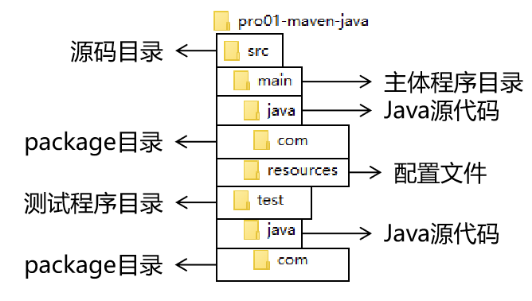 pro01-maven-java
源码目录 src
main 主体程序目录
java Java源代码
package目录 com
resources 配置文件
测试程序目录 test
java Java源代码
package目录 com